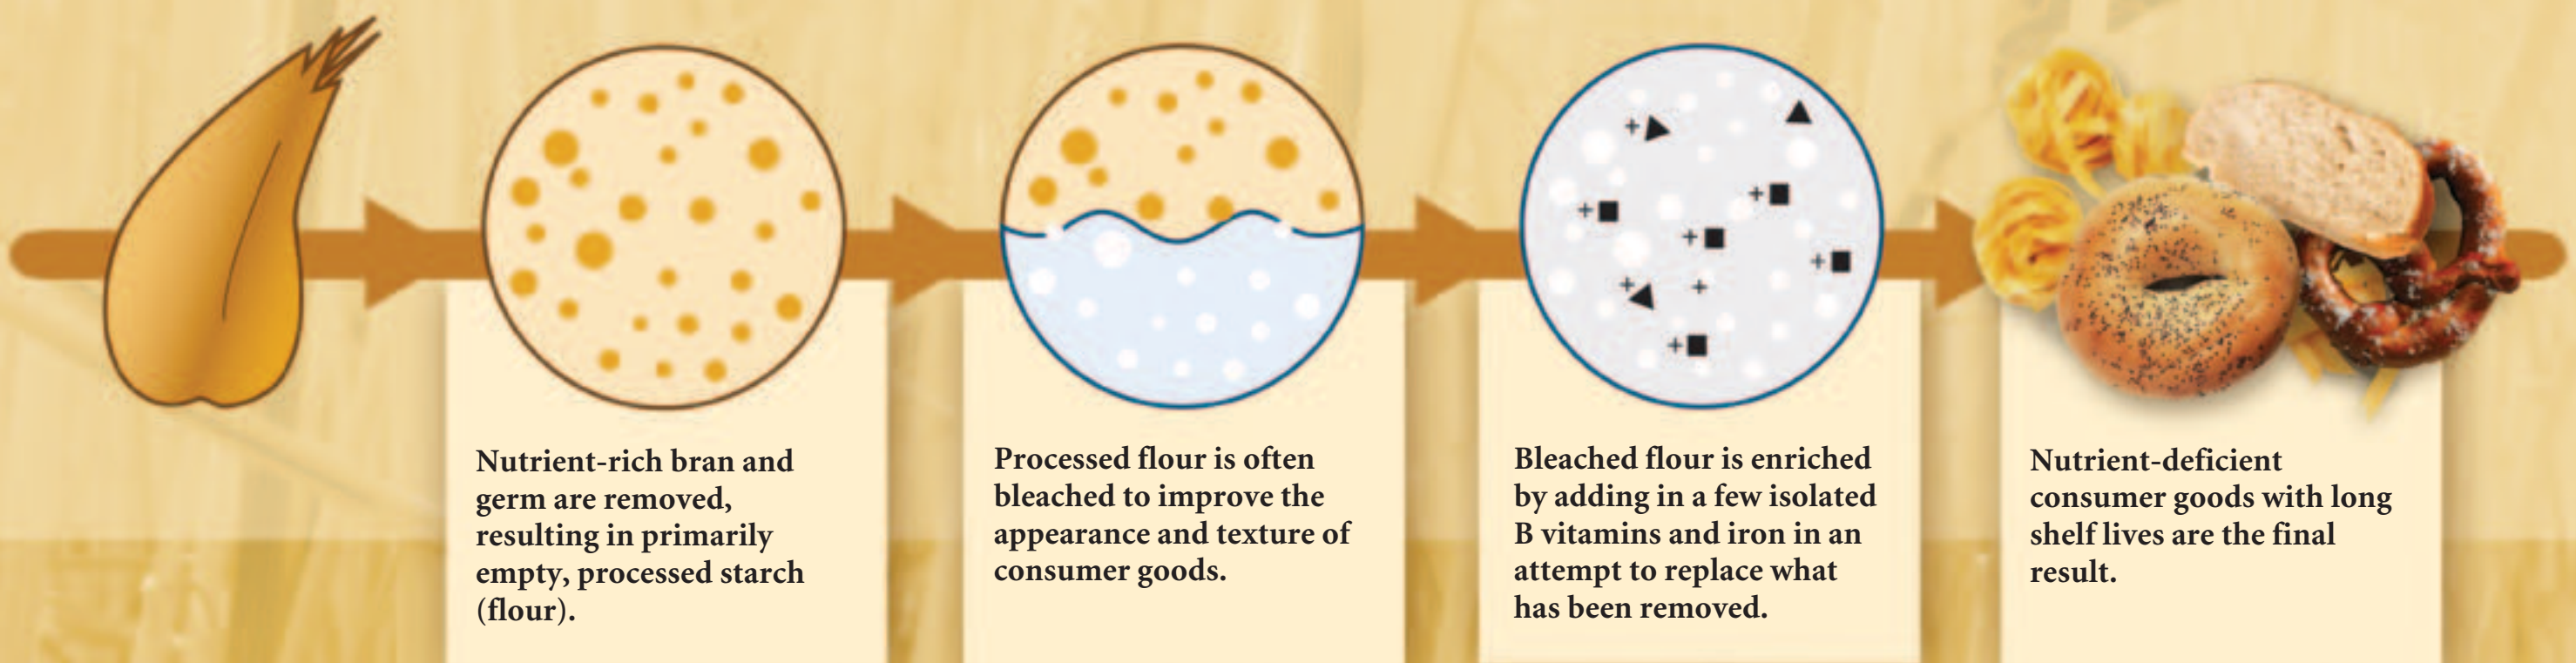 Nutrient-rich bran and
germ are removed,
resulting in primarily
empty, processed starch
(flour).
Processed flour is often
bleached to improve the
appearance and texture of
consumer goods.
Bleached flour is enriched
by adding in a few isolated
B vitamins and iron in an
attempt to replace what
has been removed.
Nutrient-deficient
consumer goods with long
shelf lives are the final
result.